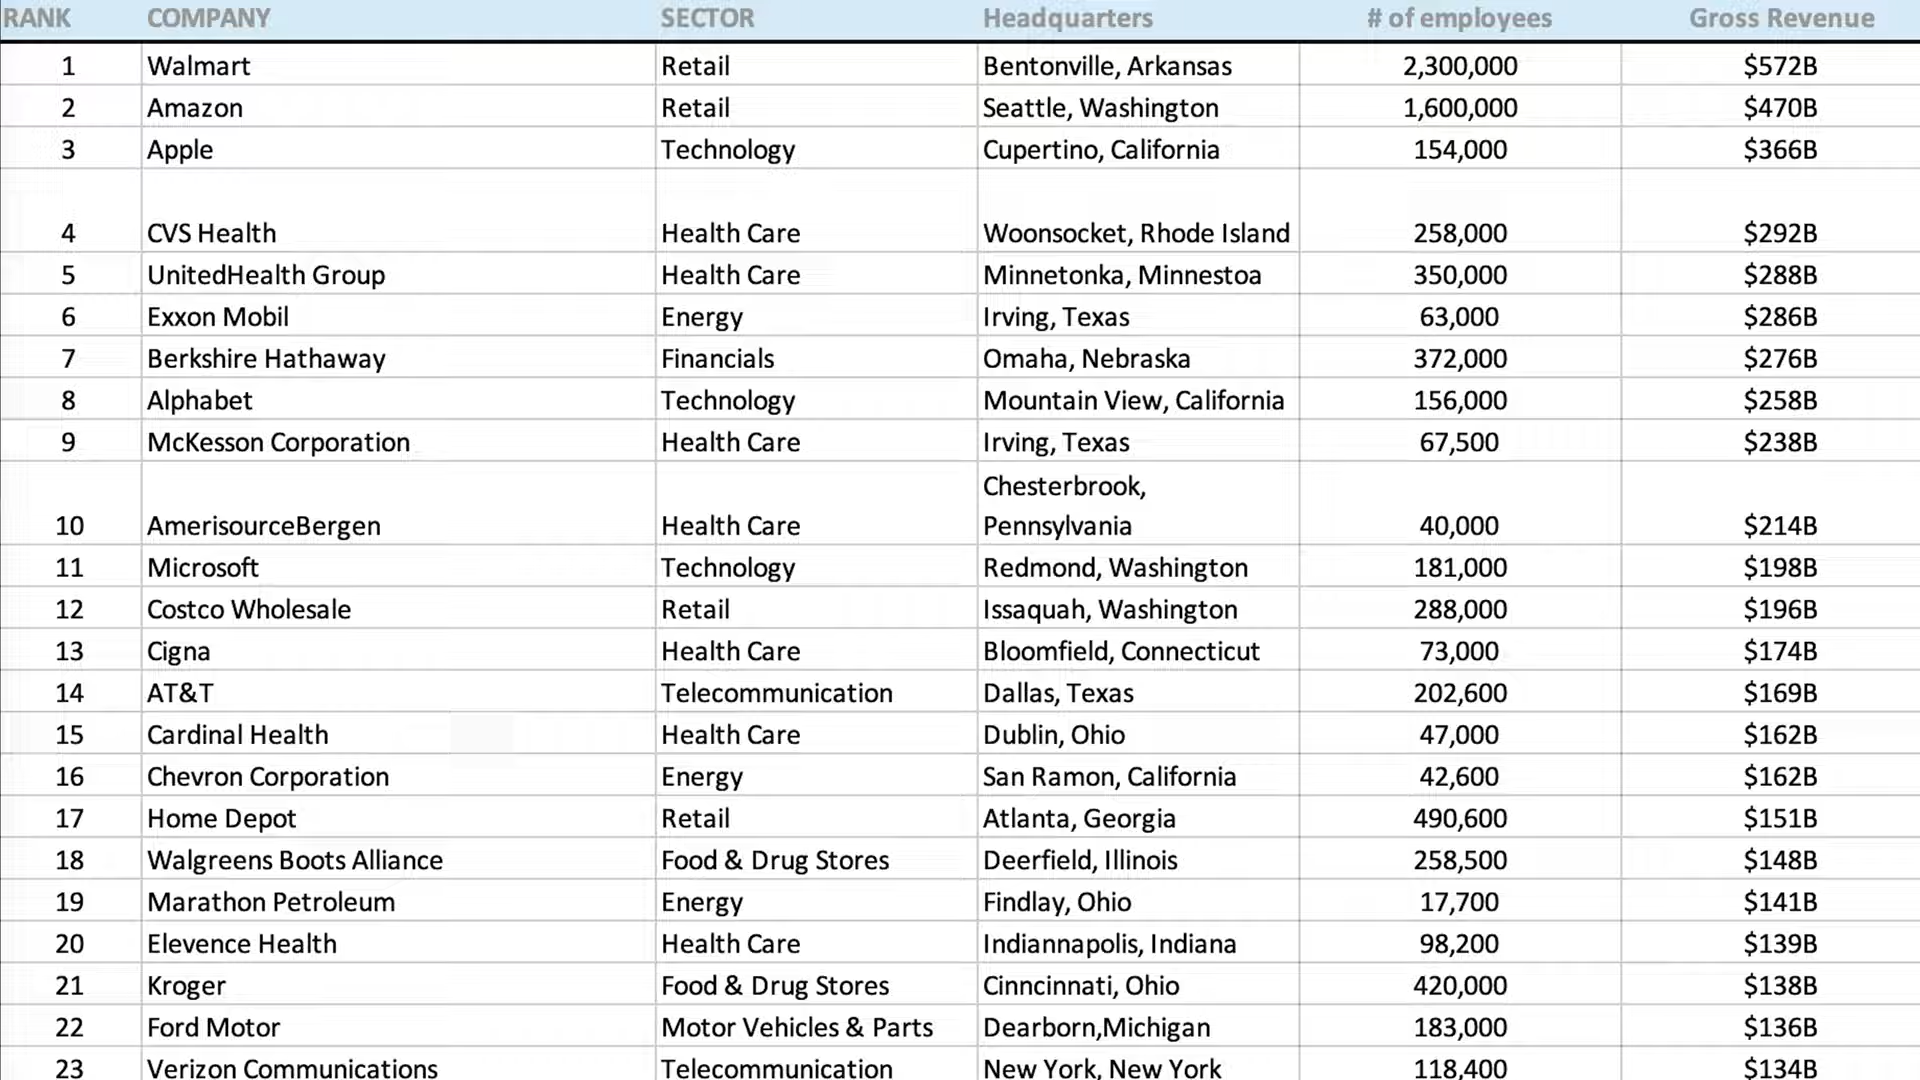 RANK COMPANY SECTOR Headquarters # of employees Gross Revenue
1 Walmart Retail Bentonville, Arkansas 2,300,000 $572B
2 Amazon Retail Seattle, Washington 1,600,000 $470B
3 Apple Technology Cupertino, California 154,000 $366B
4 CVS Health Health Care Woonsocket, Rhode Island 258,000 $292B
5 UnitedHealth Group Health Care Minnetonka, Minnestoa 350,000 $288B
6 Exxon Mobil Energy Irving, Texas 63,000 $286B
7 Berkshire Hathaway Financials Omaha, Nebraska 372,000 $276B
8 Alphabet Technology Mountain View, California 156,000 $258B
9 McKesson Corporation Health Care Irving, Texas 67,500 $238B
Chesterbrook,
10 AmerisourceBergen Health Care Pennsylvania 40,000 $214B
11 Microsoft Technology Redmond, Washington 181,000 $198B
12 Costco Wholesale Retail Issaquah, Washington 288,000 $196B
13 Cigna Health Care Bloomfield, Connecticut 73,000 $174B
14 AT&T Telecommunication Dallas, Texas 202,600 $169B
15 Cardinal Health Health Care Dublin, Ohio 47,000 $162B
16 Chevron Corporation Energy San Ramon, California 42,600 $162B
17 Home Depot Retail Atlanta, Georgia 490,600 $151B
18 Walgreens Boots Alliance Food & Drug Stores Deerfield, Illinois 258,500 $148B
19 Marathon Petroleum Energy Findlay, Ohio 17,700 $141B
20 Elevence Health Health Care Indiannapolis, Indiana 98,200 $139B
21 Kroger Food & Drug Stores Cinncinnati, Ohio 420,000 $138B
22 Ford Motor Motor Vehicles & Parts Dearborn,Michigan 183,000 $136B
23 Verizon Communications Telecommunication New York, New York 118,400 $134B